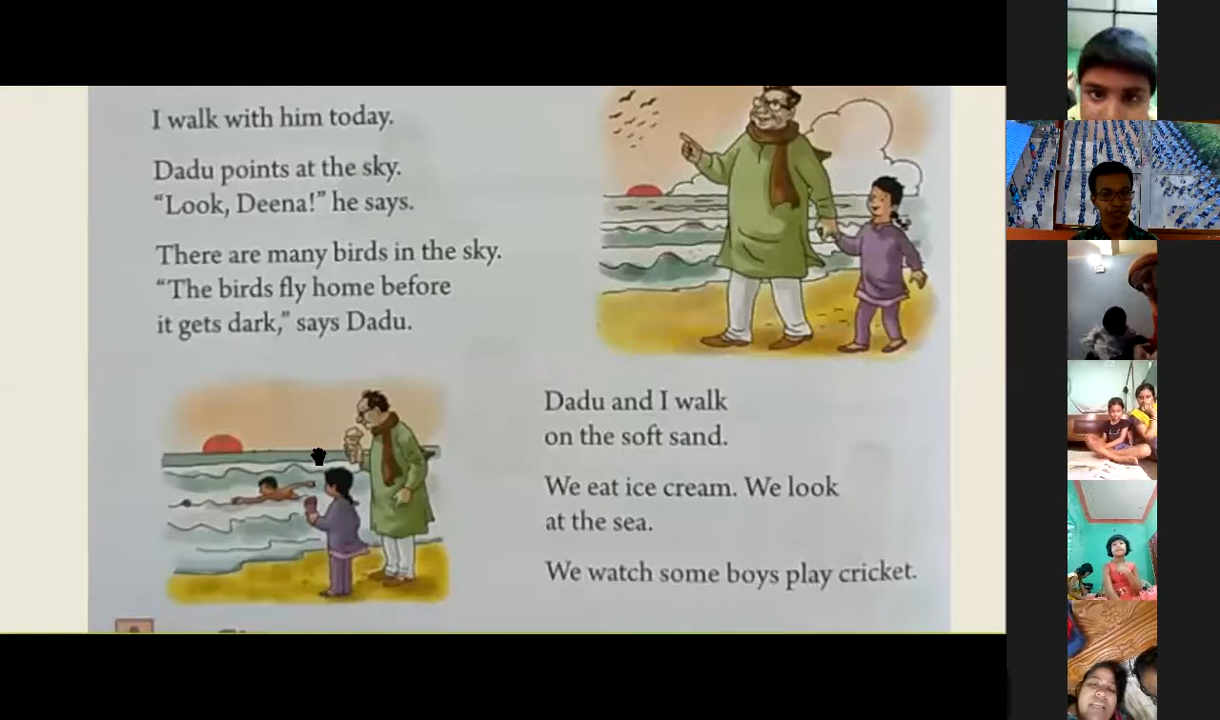 I walk with him today.
Dadu points at the sky.
“Look, Deena!” he says.
There are many birds in the sky.
“The birds fly home before
it gets dark,” says Dadu.
Dadu and I walk
on the soft sand.
We eat ice cream. We look
at the sea.
We watch some boys play cricket.